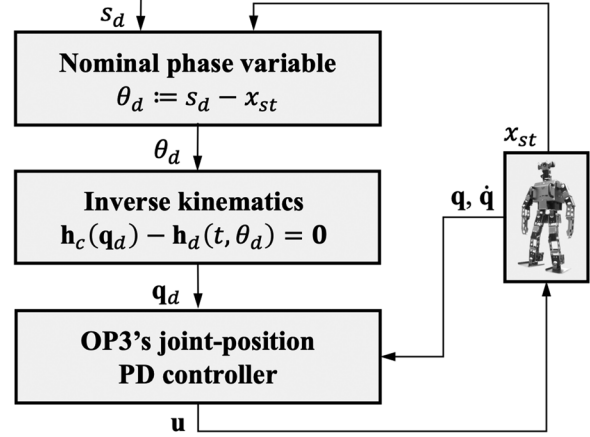 s_d
Nominal phase variable
θ_d ≔ s_d − x_st
x_st
θ_d
Inverse kinematics
h_c(q_d) − h_d(t, θ_d) = 0
q, q̇
q_d
OP3's joint-position
PD controller
u